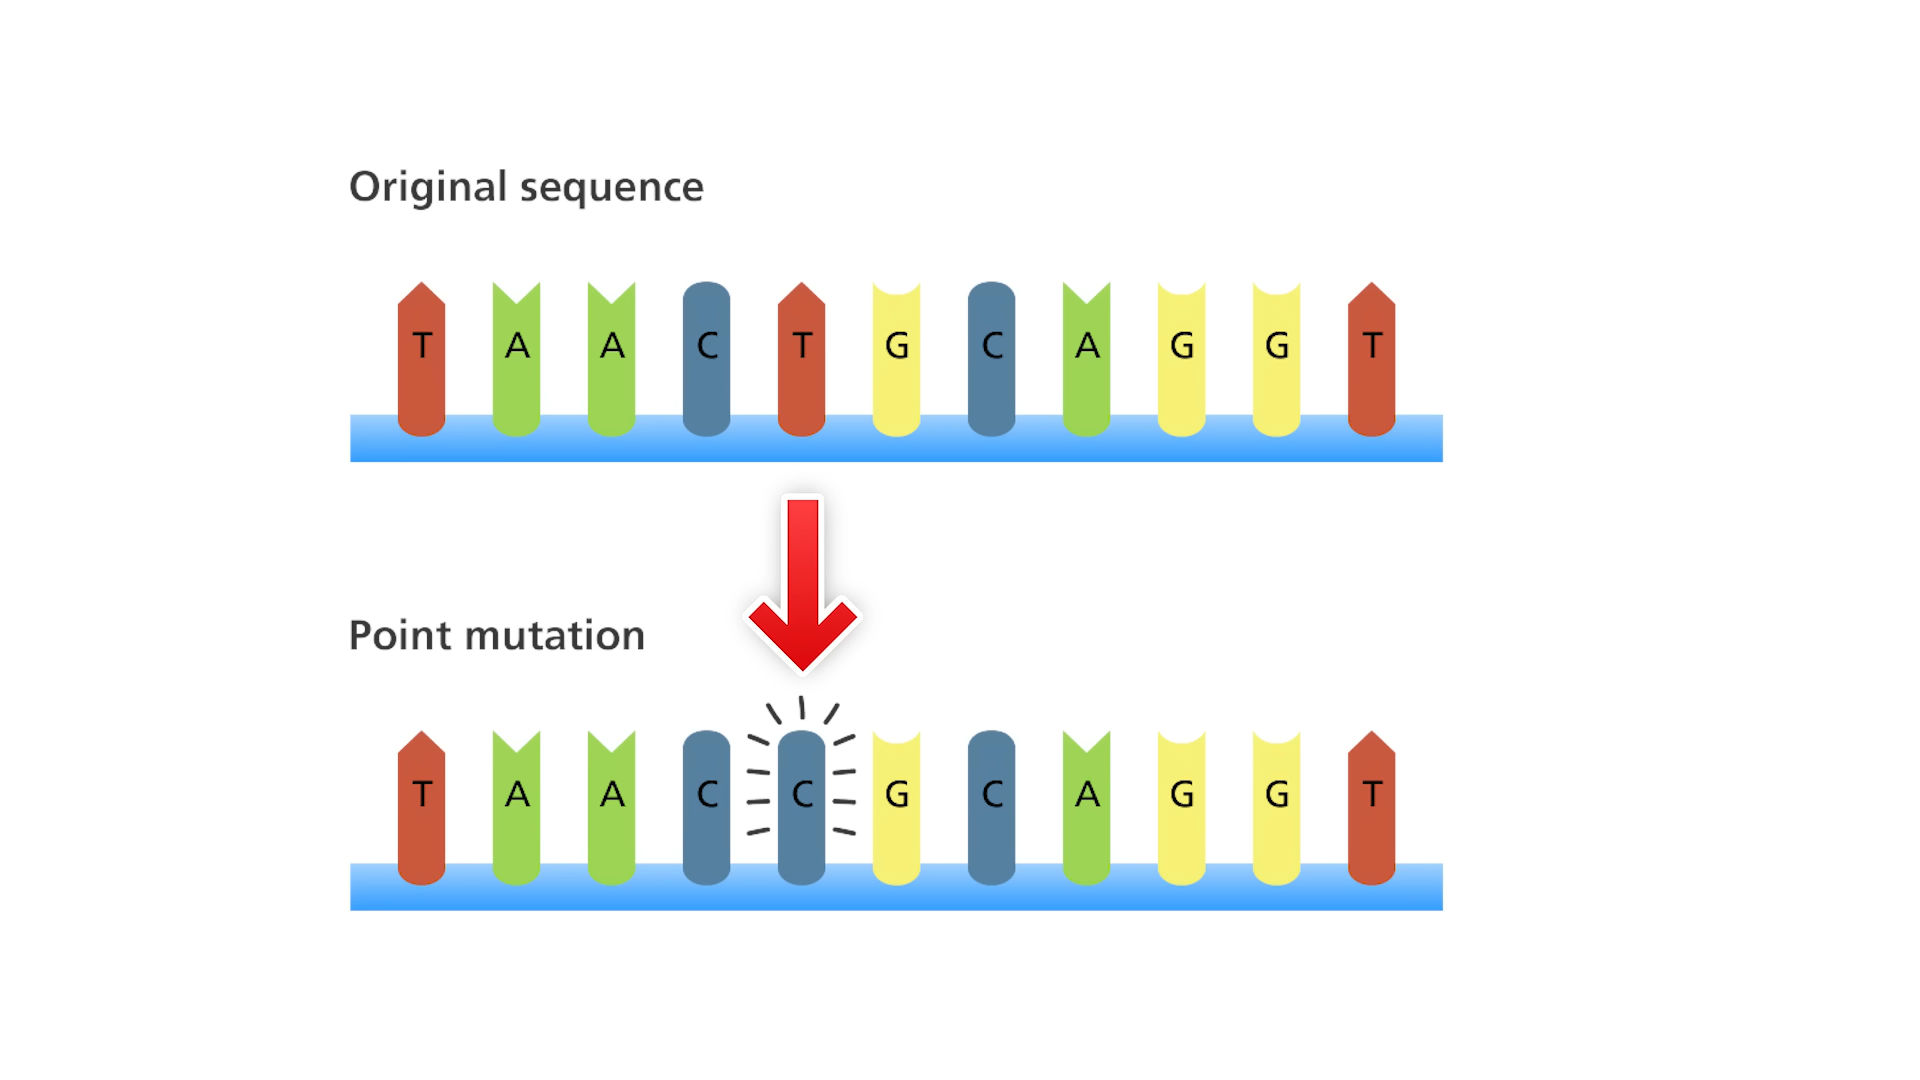 Original sequence
T A A C T G C A G G T
Point mutation
T A A C C G C A G G T